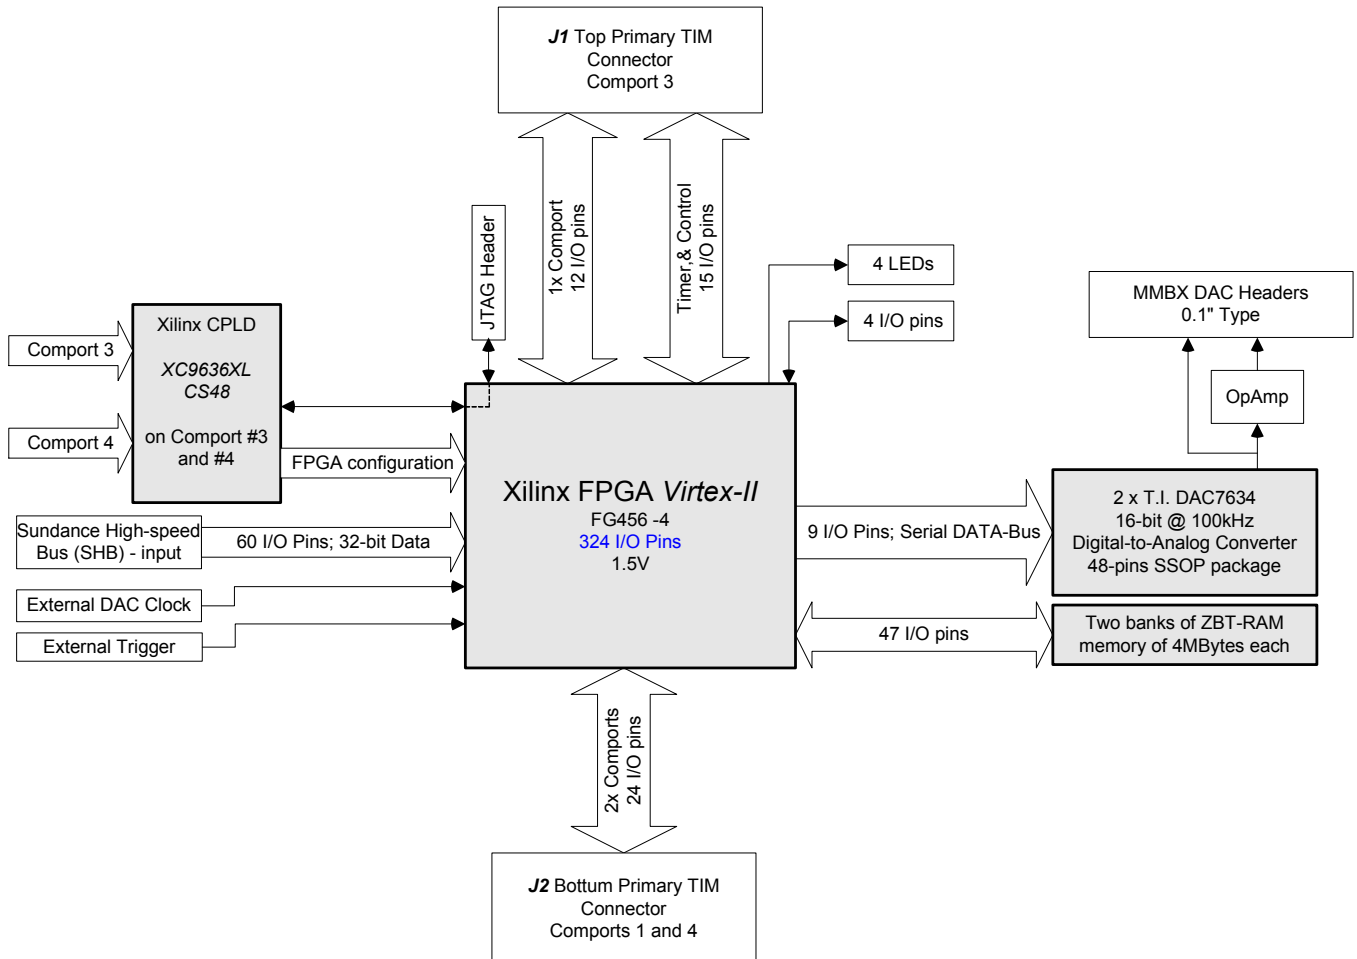 J1 Top Primary TIM
Connector
Comport 3
1x Comport
12 I/O pins
Timer,& Control
15 I/O pins
JTAG Header
4 LEDs
4 I/O pins
MMBX DAC Headers
0.1" Type
OpAmp
Comport 3
Comport 4
Xilinx CPLD
XC9636XL
CS48
on Comport #3
and #4
FPGA configuration
Xilinx FPGA Virtex-II
FG456 -4
324 I/O Pins
1.5V
Sundance High-speed
Bus (SHB) - input
60 I/O Pins; 32-bit Data
External DAC Clock
External Trigger
9 I/O Pins; Serial DATA-Bus
2 x T.I. DAC7634
16-bit @ 100kHz
Digital-to-Analog Converter
48-pins SSOP package
47 I/O pins
Two banks of ZBT-RAM
memory of 4MBytes each
2x Comports
24 I/O pins
J2 Bottum Primary TIM
Connector
Comports 1 and 4